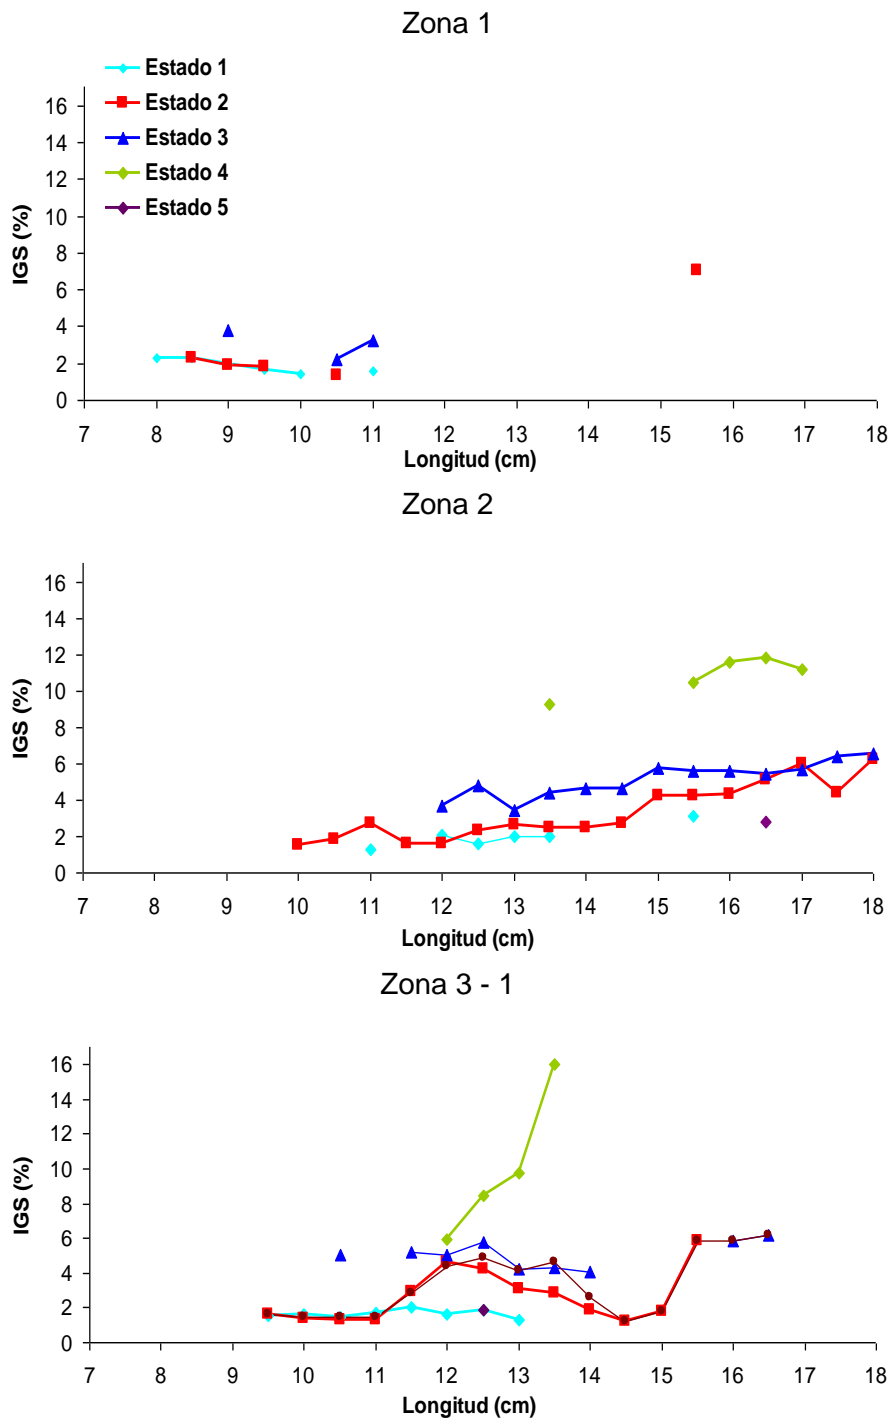 Zona 1
Estado 1
Estado 2
Estado 3
Estado 4
Estado 5
IGS (%)
16
14
12
10
8
6
4
2
0
7 8 9 10 11 12 13 14 15 16 17 18
Longitud (cm)
Zona 2
IGS (%)
16
14
12
10
8
6
4
2
0
7 8 9 10 11 12 13 14 15 16 17 18
Longitud (cm)
Zona 3 - 1
IGS (%)
16
14
12
10
8
6
4
2
0
7 8 9 10 11 12 13 14 15 16 17 18
Longitud (cm)